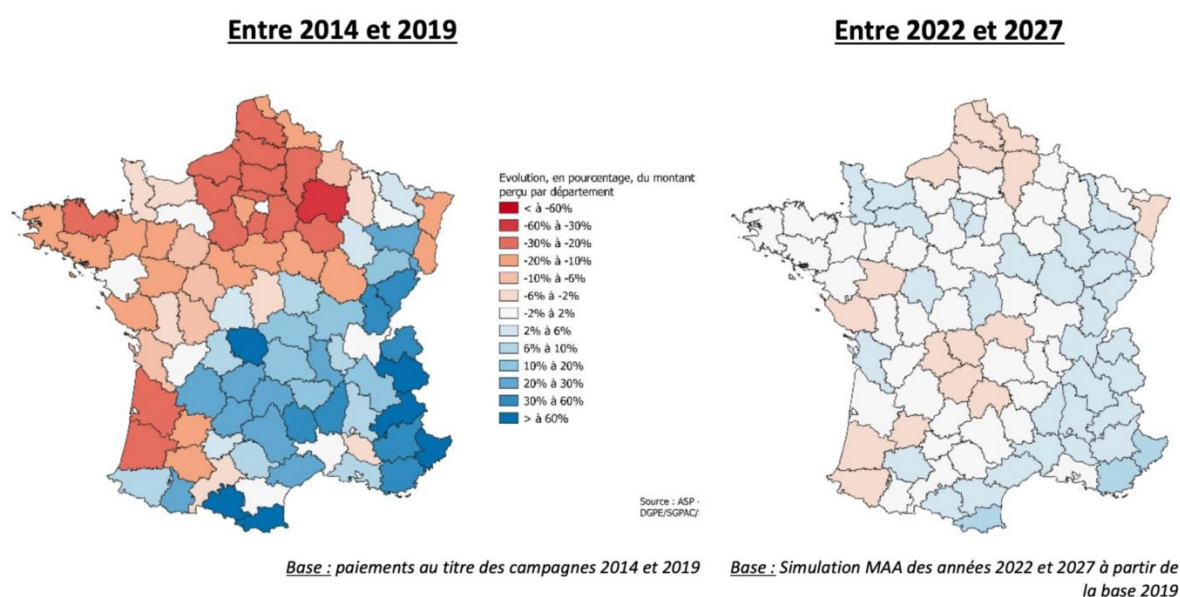 Entre 2014 et 2019
Entre 2022 et 2027
Evolution, en pourcentage, du montant
perçu par département
< à -60%
-60% à -30%
-30% à -20%
-20% à -10%
-10% à -6%
-6% à -2%
-2% à 2%
2% à 6%
6% à 10%
10% à 20%
20% à 30%
30% à 60%
> à 60%
Source : ASP -
DGPE/SGPAC/
Base : paiements au titre des campagnes 2014 et 2019
Base : Simulation MAA des années 2022 et 2027 à partir de
la base 2019